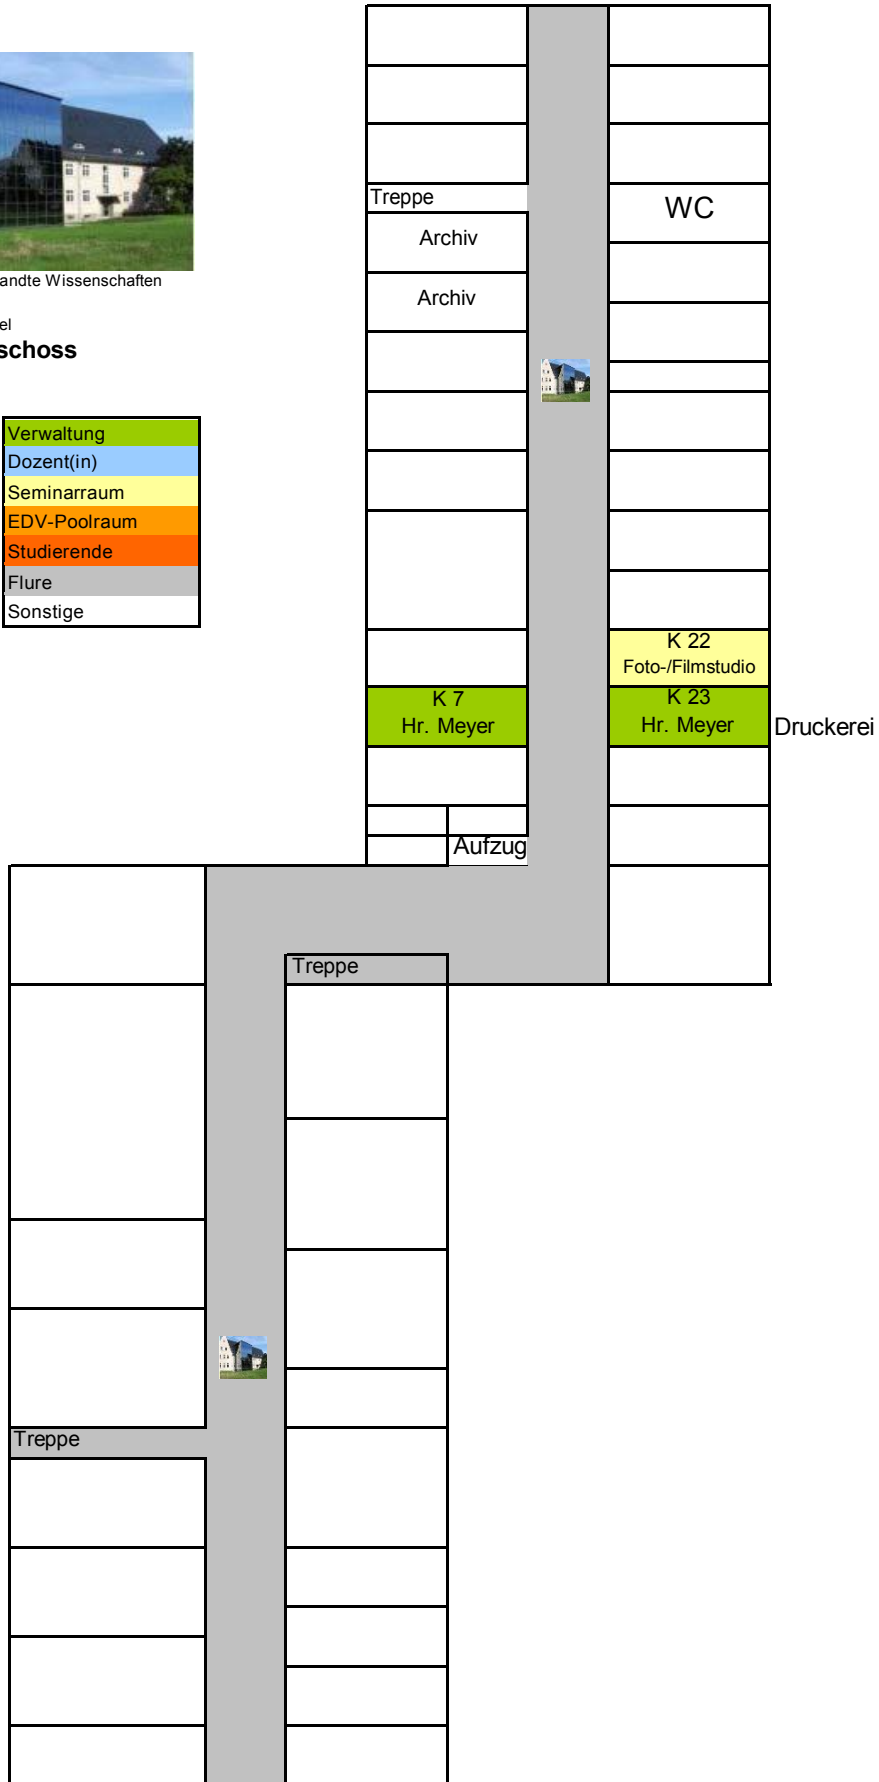 Treppe
WC
Archiv
andte Wissenschaften
Archiv
el
schoss
Verwaltung
Dozent(in)
Seminarraum
EDV-Poolraum
Studierende
Flure
Sonstige
K 22
Foto-/Filmstudio
K 7
Hr. Meyer
K 23
Hr. Meyer
Druckerei
Aufzug
Treppe
Treppe